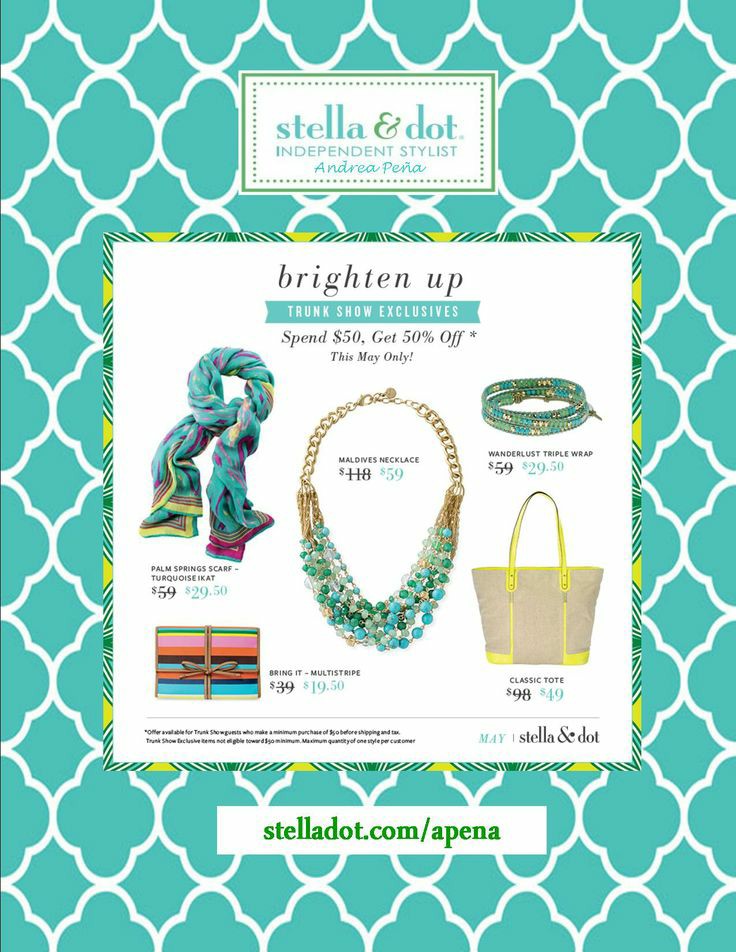 stella & dot®
INDEPENDENT STYLIST
Andrea Peña
brighten up
TRUNK SHOW EXCLUSIVES
Spend $50, Get 50% Off *
This May Only!
MALDIVES NECKLACE
$118 $59
WANDERLUST TRIPLE WRAP
$59 $29.50
PALM SPRINGS SCARF –
TURQUOISE IKAT
$59 $29.50
BRING IT – MULTISTRIPE
$39 $19.50
CLASSIC TOTE
$98 $49
*Offer available for Trunk Show guests who make a minimum purchase of $50 before shipping and tax.
Trunk Show Exclusive items not eligible toward $50 minimum. Maximum quantity of one style per customer
MAY | stella & dot
stelladot.com/apena